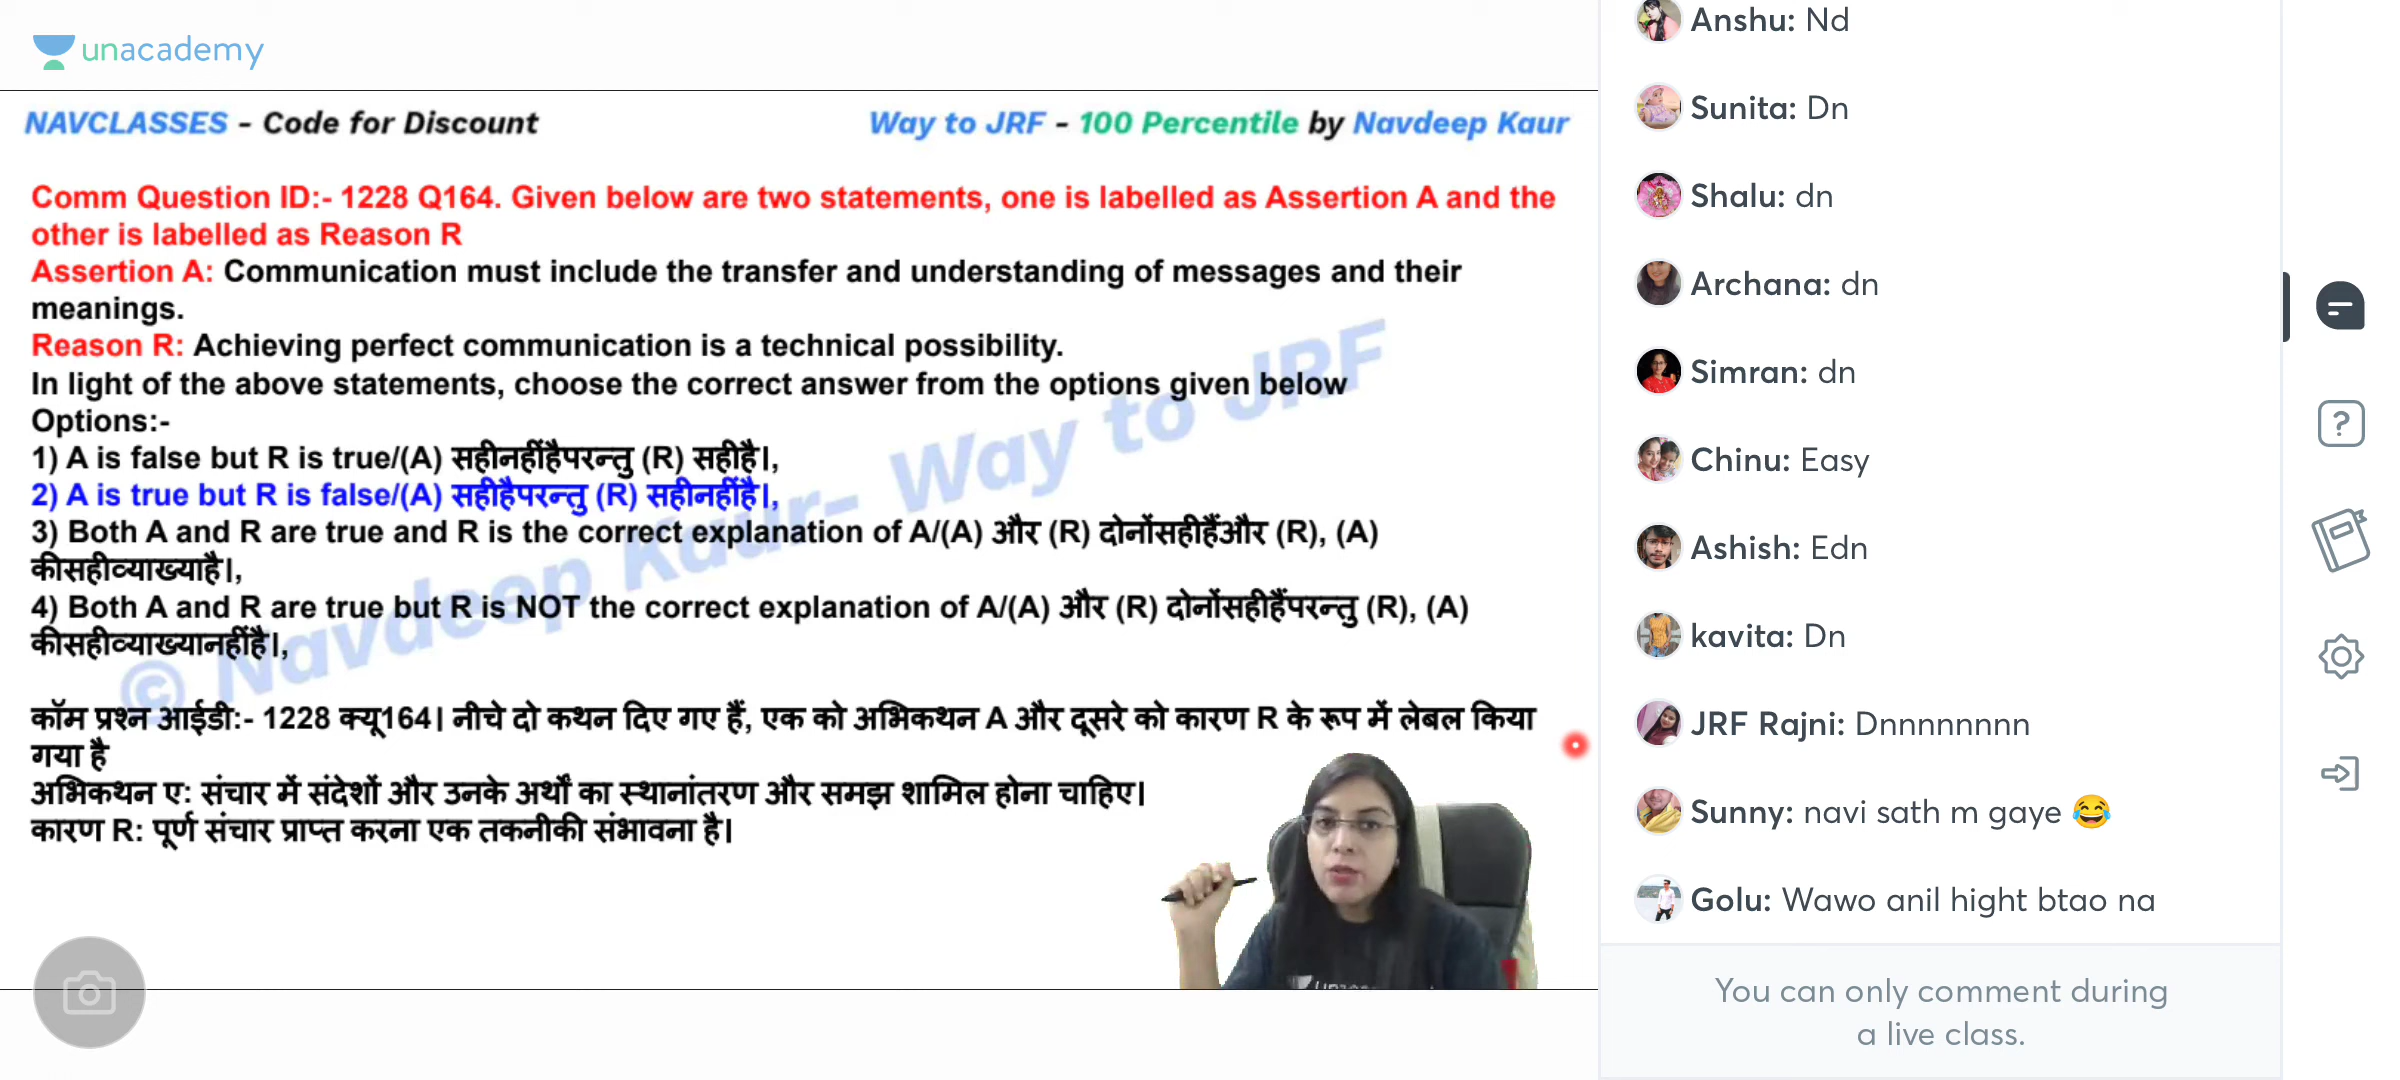 unacademy
NAVCLASSES - Code for Discount
Way to JRF - 100 Percentile by Navdeep Kaur
Comm Question ID:- 1228 Q164. Given below are two statements, one is labelled as Assertion A and the
other is labelled as Reason R
Assertion A: Communication must include the transfer and understanding of messages and their
meanings.
Reason R: Achieving perfect communication is a technical possibility.
In light of the above statements, choose the correct answer from the options given below
Options:-
1) A is false but R is true/(A) सहीनहींहैपरन्तु (R) सहीहै|,
2) A is true but R is false/(A) सहीहैपरन्तु (R) सहीनहींहै|,
3) Both A and R are true and R is the correct explanation of A/(A) और (R) दोनोंसहीहैंऔर (R), (A)
कीसहीव्याख्याहै|,
4) Both A and R are true but R is NOT the correct explanation of A/(A) और (R) दोनोंसहीहैंपरन्तु (R), (A)
कीसहीव्याख्यानहींहै|,
© Navdeep Kaur- Way to JRF
कॉम प्रश्न आईडी:- 1228 क्यू164| नीचे दो कथन दिए गए हैं, एक को अभिकथन A और दूसरे को कारण R के रूप में लेबल किया
गया है
अभिकथन ए: संचार में संदेशों और उनके अर्थों का स्थानांतरण और समझ शामिल होना चाहिए|
कारण R: पूर्ण संचार प्राप्त करना एक तकनीकी संभावना है|
Anshu: Nd
Sunita: Dn
Shalu: dn
Archana: dn
Simran: dn
Chinu: Easy
Ashish: Edn
kavita: Dn
JRF Rajni: Dnnnnnnnn
Sunny: navi sath m gaye 😂
Golu: Wawo anil hight btao na
You can only comment during
a live class.